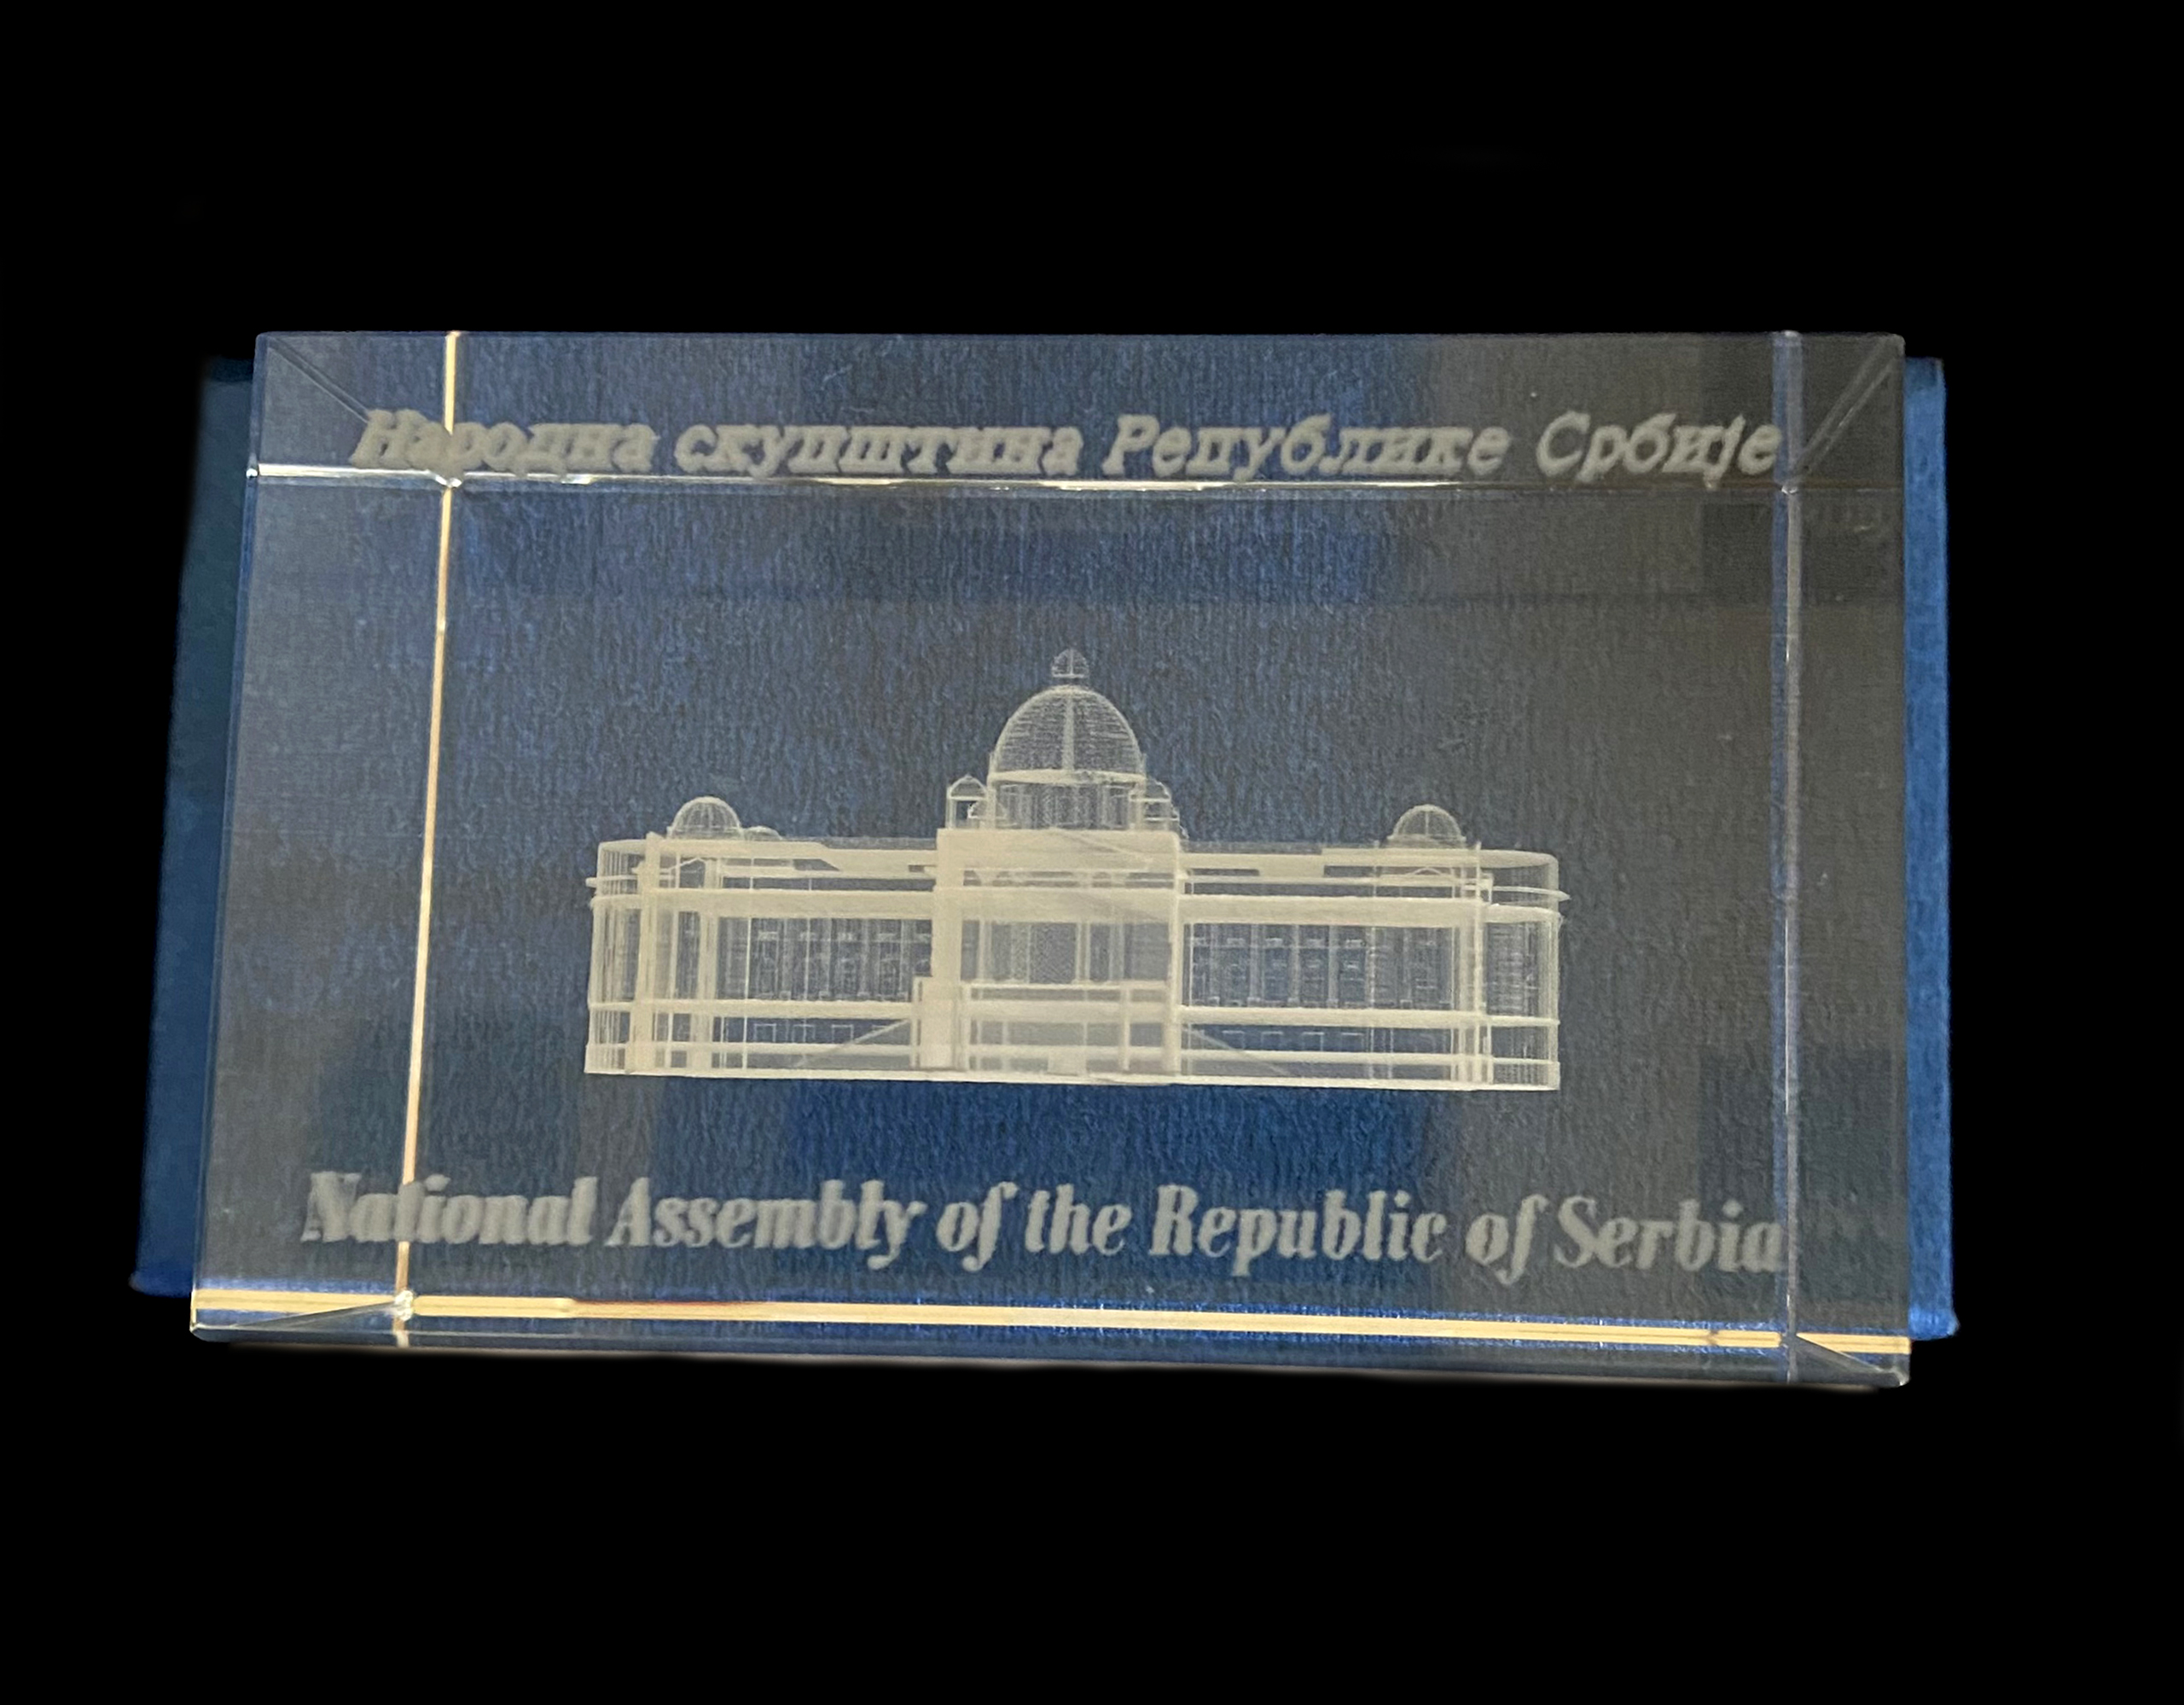 Народна скупштина Републике Србије
National Assembly of the Republic of Serbia